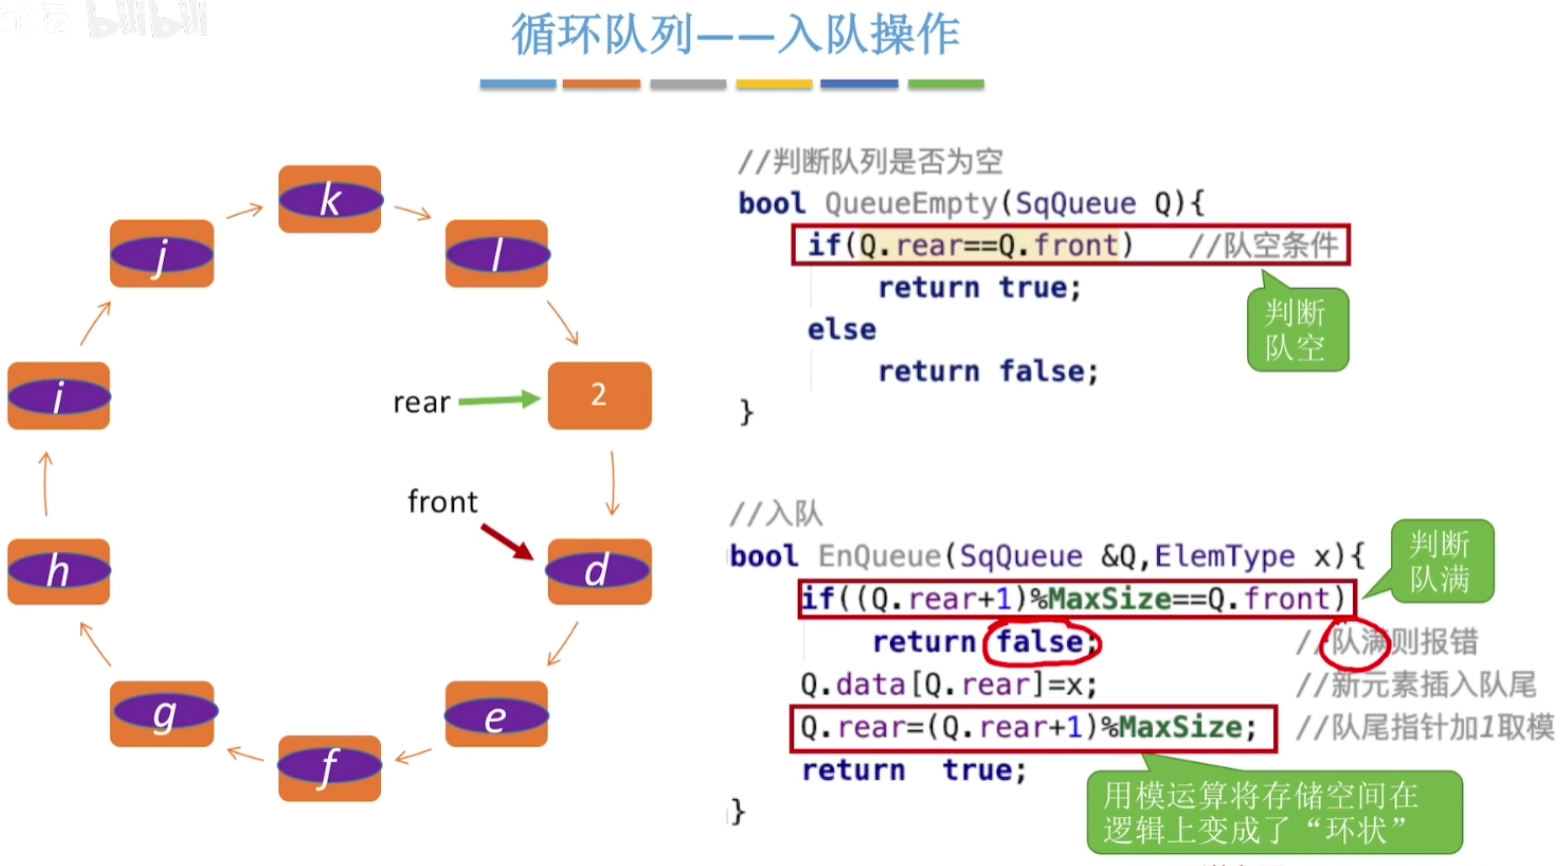 bilibili
循环队列——入队操作
k
j
l
i
rear
2
front
h
d
g
e
f
//判断队列是否为空
bool QueueEmpty(SqQueue Q){
if(Q.rear==Q.front) //队空条件
return true;
else
return false;
}
判断
队空
//入队
bool EnQueue(SqQueue &Q,ElemType x){
if((Q.rear+1)%MaxSize==Q.front)
return false; //队满则报错
Q.data[Q.rear]=x; //新元素插入队尾
Q.rear=(Q.rear+1)%MaxSize; //队尾指针加1取模
return true;
}
判断
队满
用模运算将存储空间在
逻辑上变成了“环状”